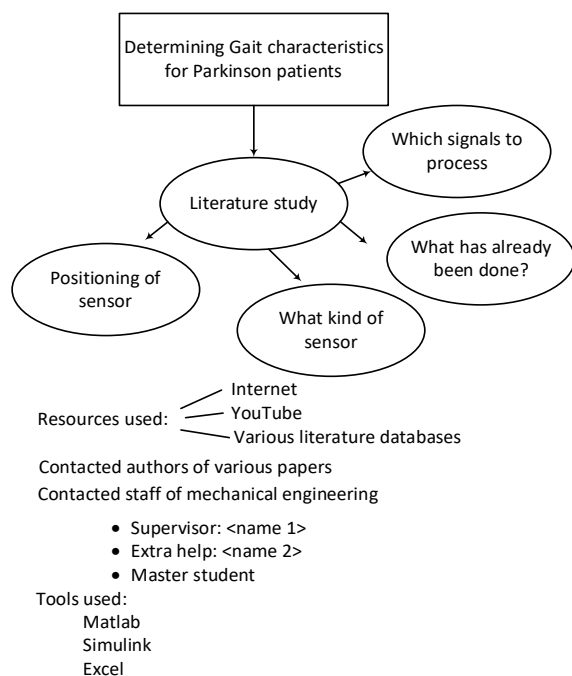 Determining Gait characteristics
for Parkinson patients
Which signals to
process
Literature study
What has already
been done?
Positioning of
sensor
What kind of
sensor
Internet
Resources used:
YouTube
Various literature databases
Contacted authors of various papers
Contacted staff of mechanical engineering
• Supervisor: <name 1>
• Extra help: <name 2>
• Master student
Tools used:
Matlab
Simulink
Excel